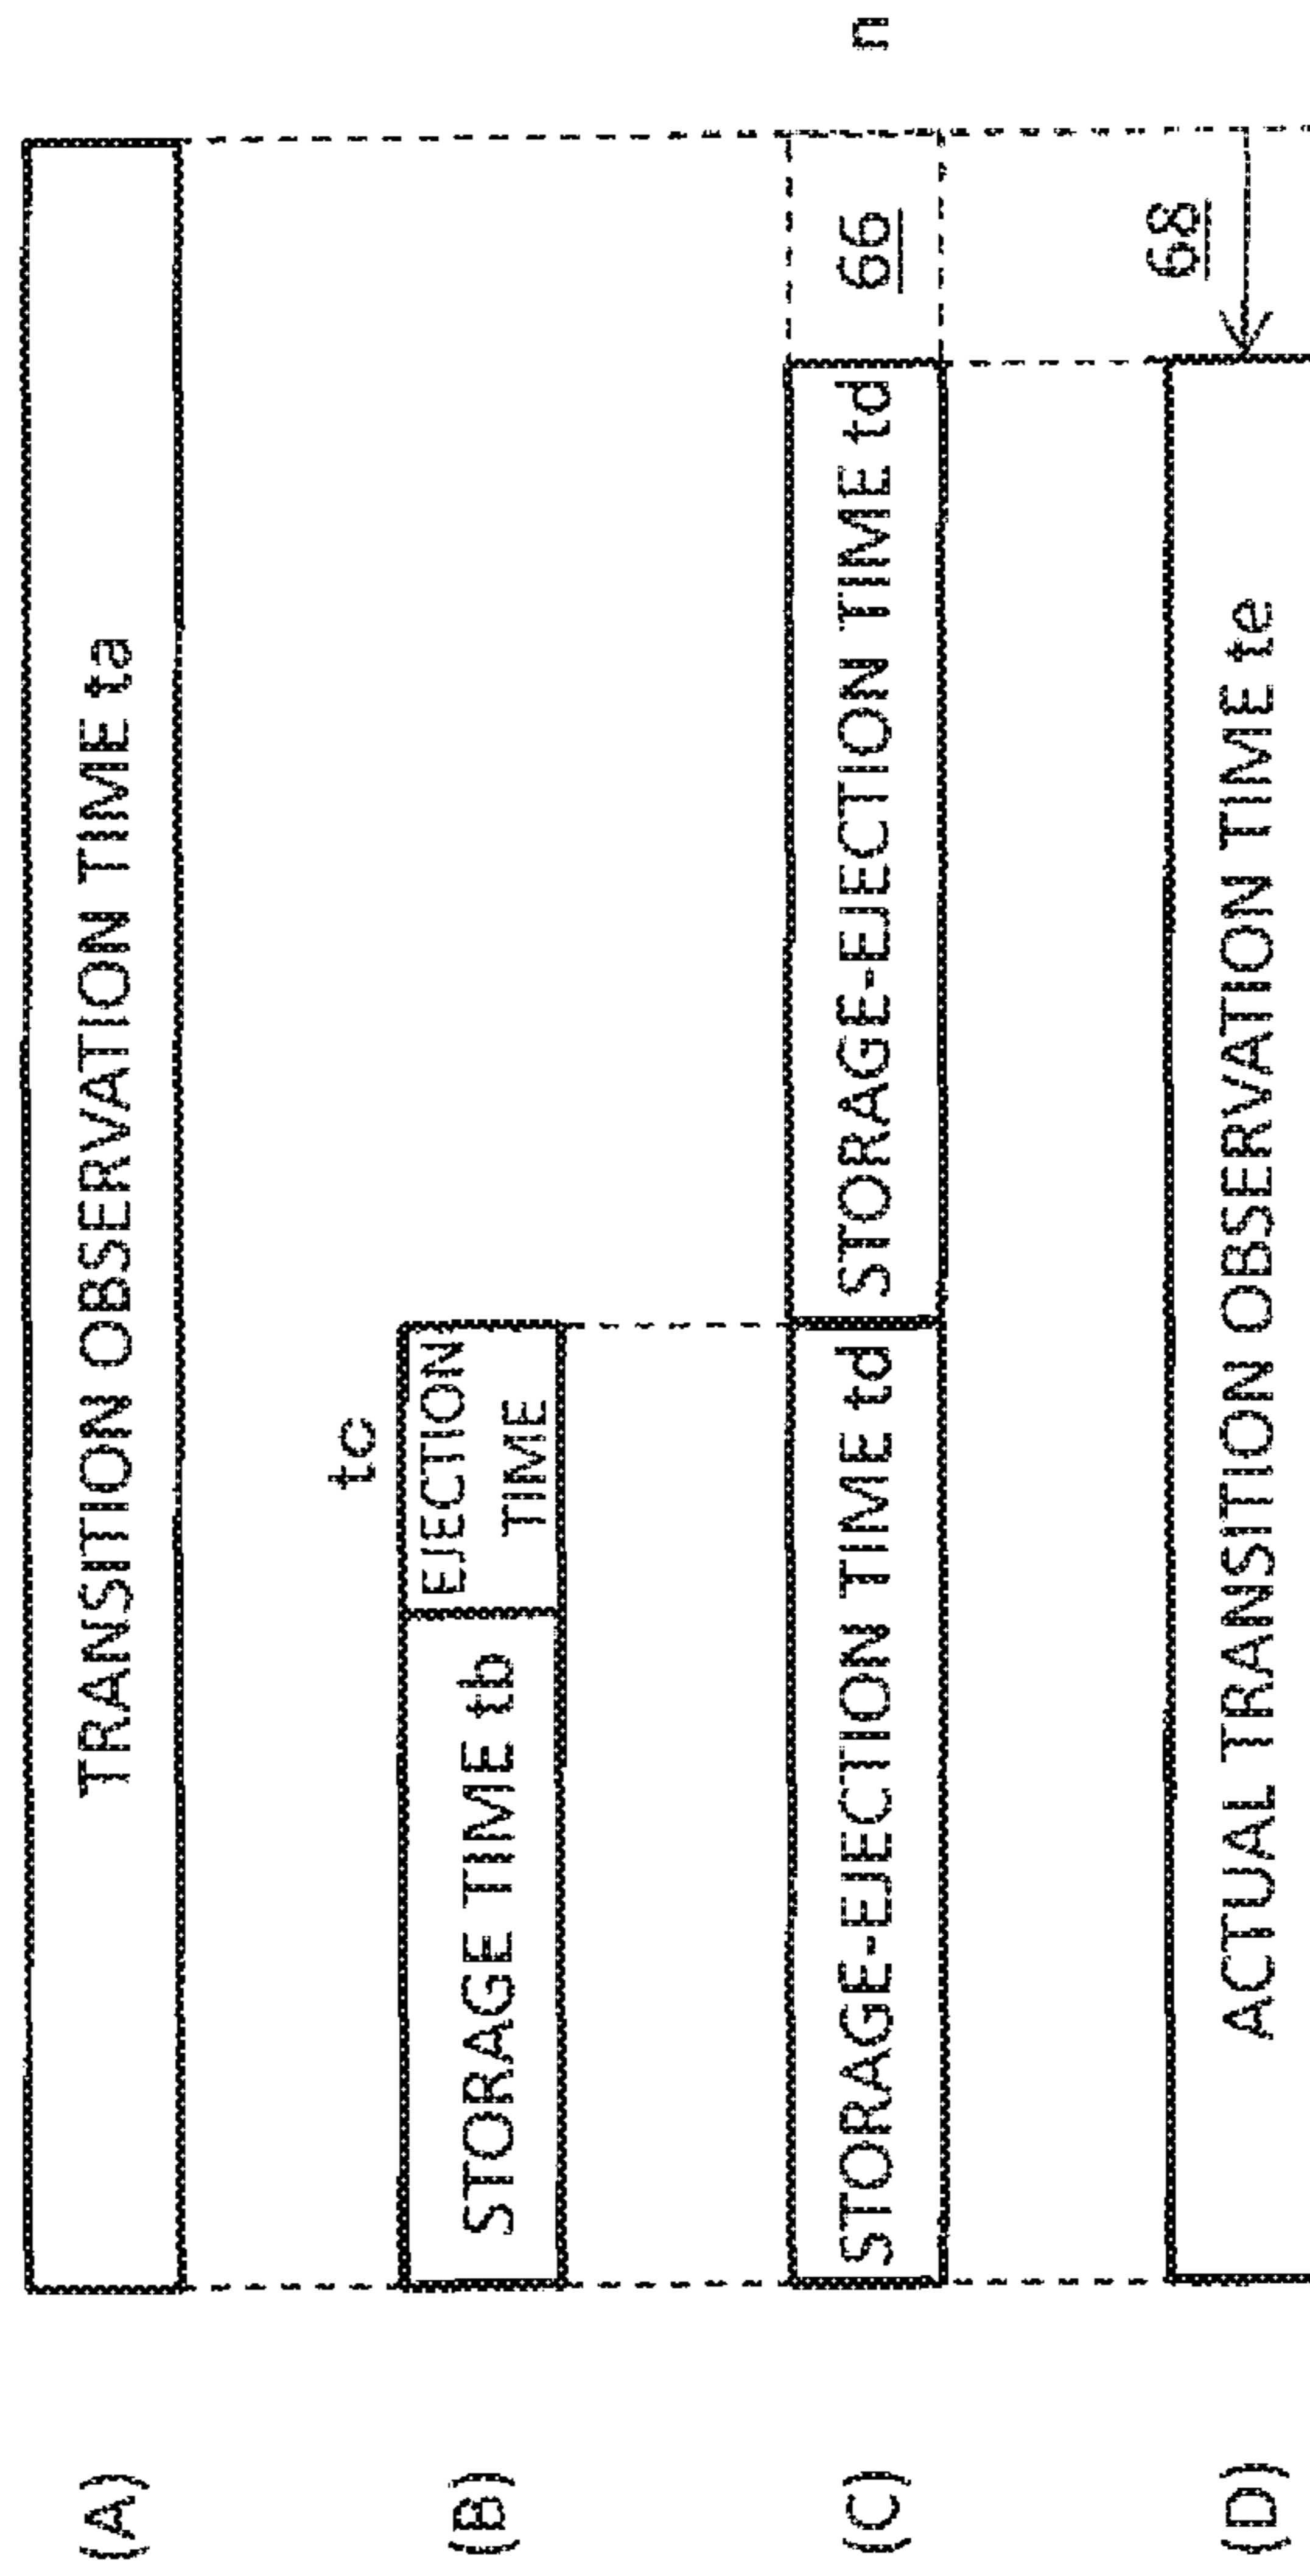 (A)
TRANSITION OBSERVATION TIME ta
tc
(B)
STORAGE TIME tb
EJECTION
TIME
(C)
STORAGE-EJECTION TIME td
STORAGE-EJECTION TIME td
66
n
68
(D)
ACTUAL TRANSITION OBSERVATION TIME te